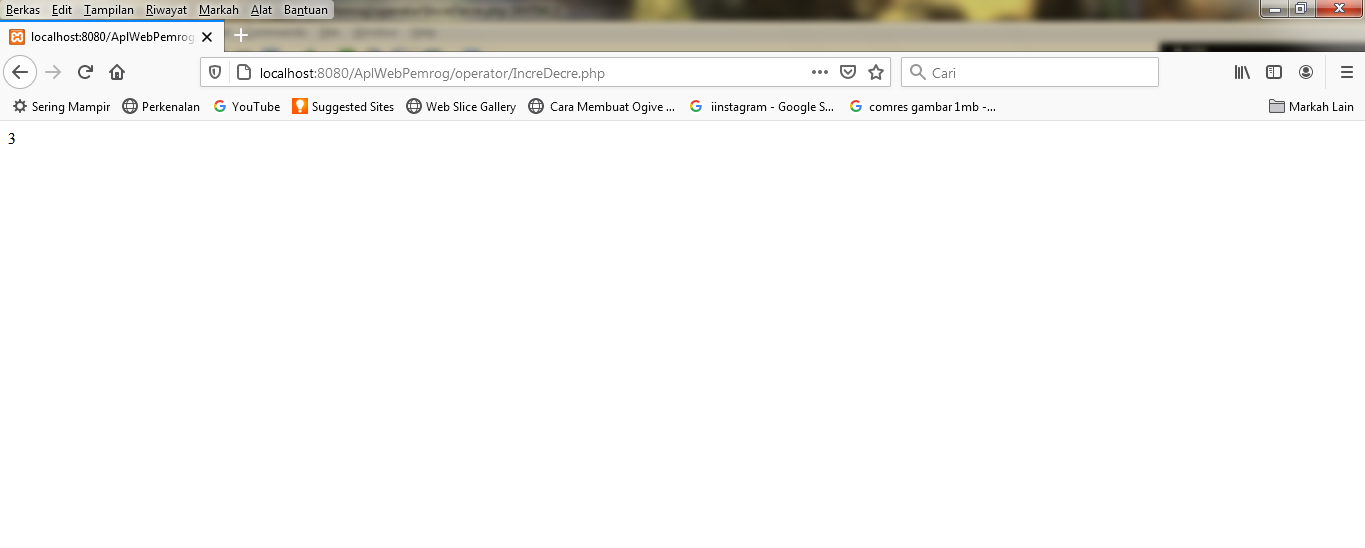 Berkas Edit Tampilan Riwayat Markah Alat Bantuan
localhost:8080/AplWebPemrog
localhost:8080/AplWebPemrog/operator/IncreDecre.php Cari
Sering Mampir Perkenalan YouTube Suggested Sites Web Slice Gallery Cara Membuat Ogive ... iinstagram - Google S... comres gambar 1mb -... Markah Lain
3